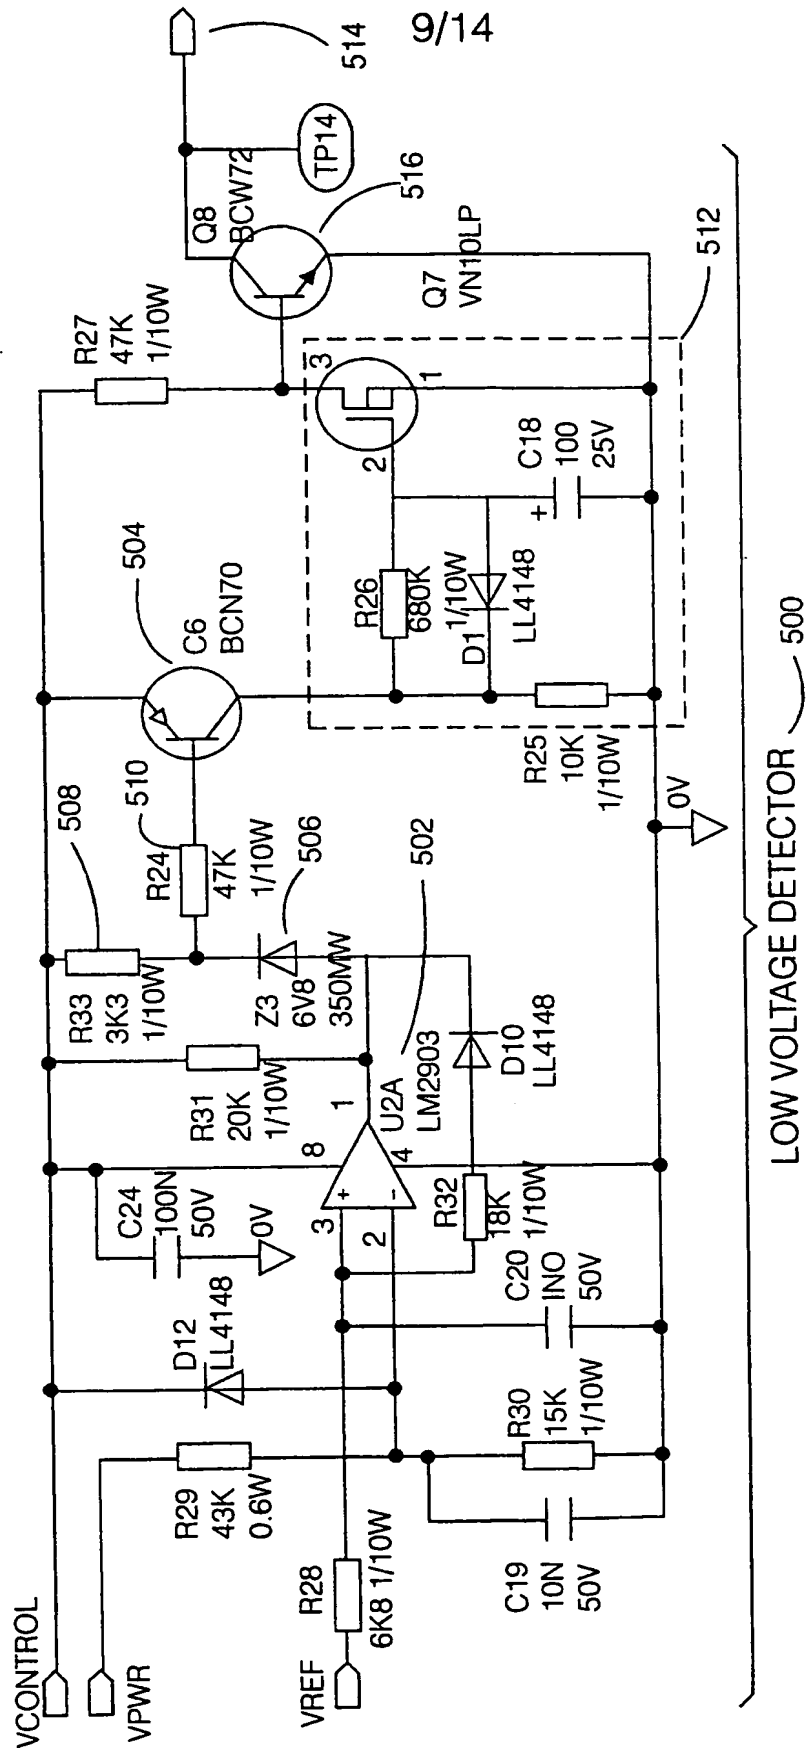 9/14
VCONTROL
VPWR
VREF
R29
43K
0.6W
R28
6K8 1/10W
C19
10N
50V
D12
LL4148
R30
15K
1/10W
C20
INO
50V
C24
100N
50V
0V
3
2
+
-
8
4
1
U2A
LM2903
R32
18K
1/10W
R31
20K
1/10W
D10
LL4148
502
R33
3K3
1/10W
508
Z3
6V8
350MW
506
R24
47K
1/10W
510
C6
BCN70
504
0V
R25
10K
1/10W
R26
680K
1/10W
D1
LL4148
+
C18
100
25V
2
3
1
R27
47K
1/10W
Q7
VN10LP
512
Q8
BCW72
516
TP14
514
LOW VOLTAGE DETECTOR
500